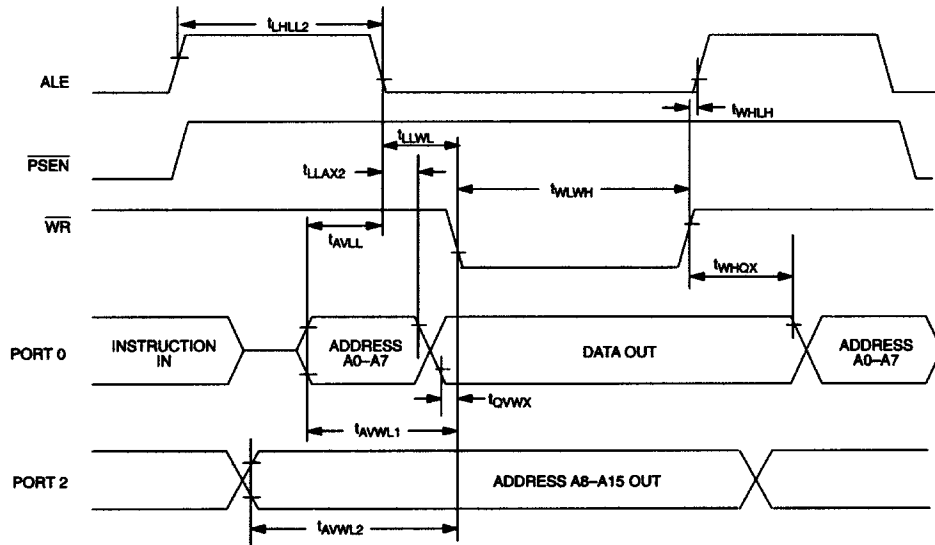 tLHLL2
ALE
tWHLH
tLLWL
PSEN
tLLAX2
tWLWH
WR
tAVLL
tWHQX
PORT 0
INSTRUCTION
IN
ADDRESS
A0–A7
DATA OUT
ADDRESS
A0–A7
tQVWX
tAVWL1
PORT 2
ADDRESS A8–A15 OUT
tAVWL2